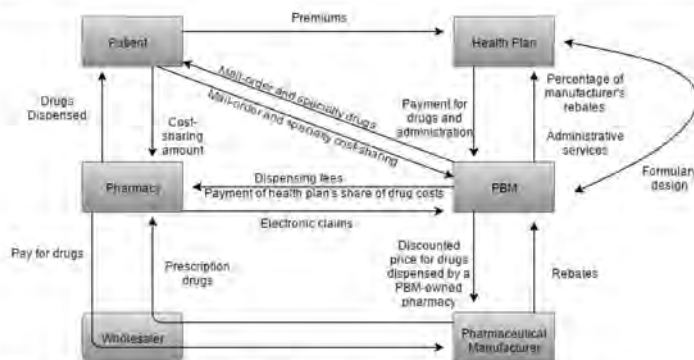 Premiums
Patient
Health Plan
Mail-order and specialty drugs
Mail-order and specialty cost-sharing
Drugs
Dispensed
Cost-
sharing
amount
Payment for
drugs and
administration
Percentage of
manufacturer's
rebates
Administrative
services
Formulary
design
Pharmacy
Dispensing fees
Payment of health plan's share of drug costs
PBM
Electronic claims
Pay for drugs
Prescription
drugs
Discounted
price for drugs
dispensed by a
PBM-owned
pharmacy
Rebates
Wholesaler
Pharmaceutical
Manufacturer